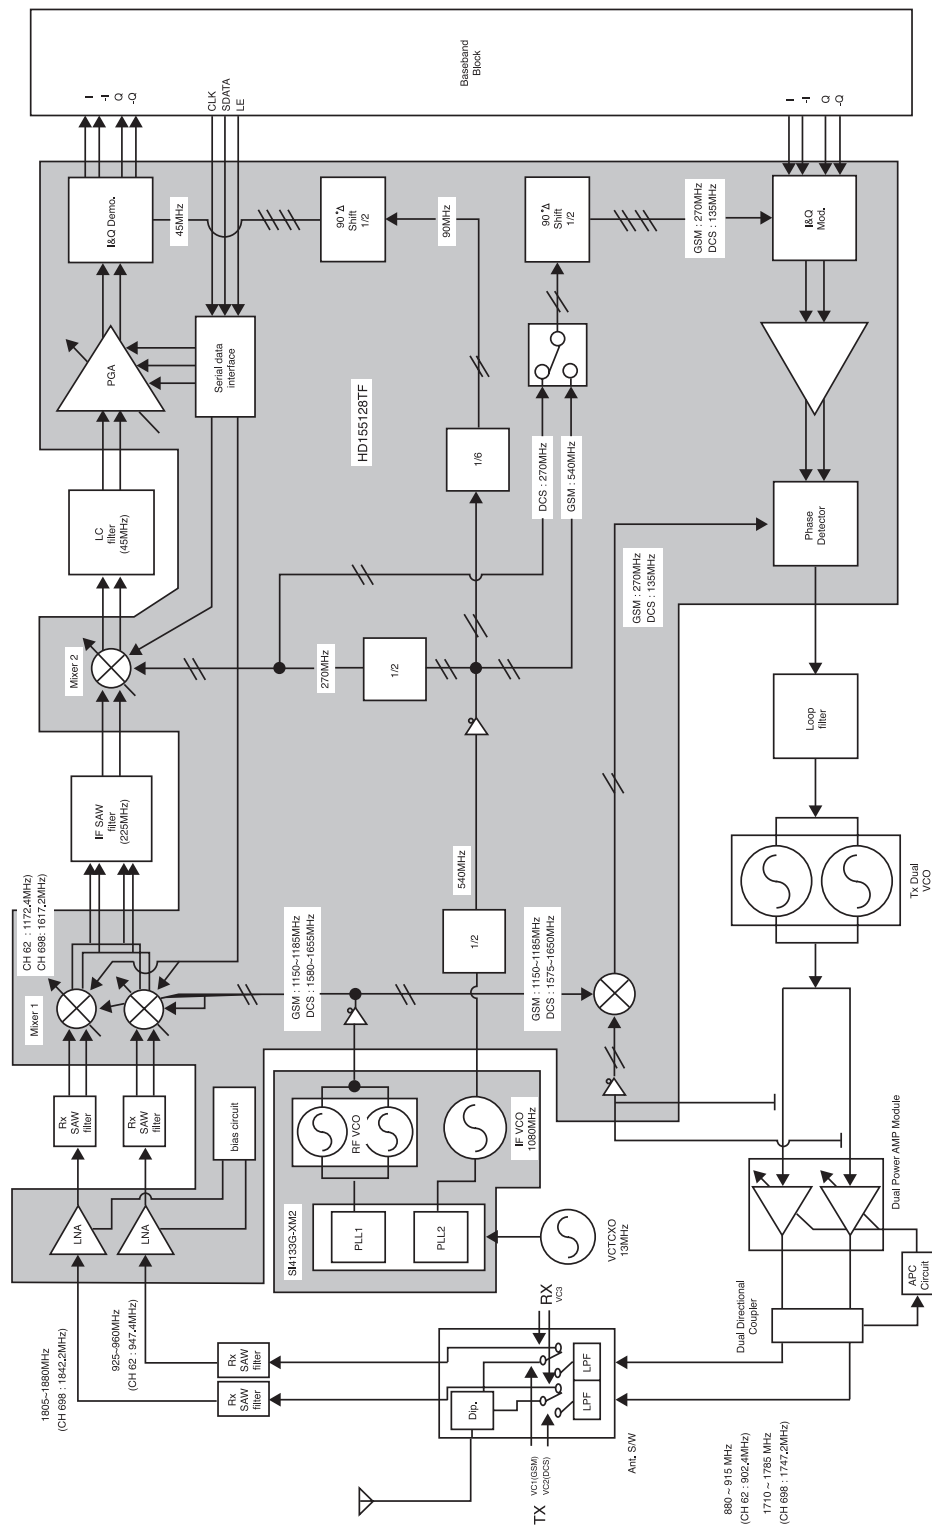 Baseband
Block
I
-I
Q
-Q
CLK
SDATA
LE
I
-I
Q
-Q
I&Q Demo.
45MHz
90˚Δ
Shift
1/2
90MHz
90˚Δ
Shift
1/2
GSM : 270MHz
DCS : 135MHz
I&Q
Mod.
PGA
Serial data
interface
HD155128TF
1/6
DCS : 270MHz
GSM : 540MHz
LC
filter
(45MHz)
Phase
Detector
GSM : 270MHz
DCS : 135MHz
Mixer 2
270MHz
1/2
Loop
filter
IF SAW
filter
(225MHz)
540MHz
Tx Dual
VCO
CH 62 : 1172.4MHz
CH 698: 1617.2MHz
1/2
Mixer 1
GSM : 1150~1185MHz
DCS : 1580~1655MHz
GSM : 1150~1185MHz
DCS : 1575~1650MHz
Rx
SAW
filter
Rx
SAW
filter
bias circuit
RF VCO
IF VCO
1080MHz
Dual Power AMP Module
LNA
LNA
SI4133G-XM2
PLL1
PLL2
VCTCXO
13MHz
APC
Circuit
Dual Directional
Coupler
1805~1880MHz
(CH 698 : 1842.2MHz)
925~960MHz
(CH 62 : 947.4MHz)
Rx
SAW
filter
Rx
SAW
filter
RX
VC3
Dip.
LPF
LPF
Ant. S/W
TX
VC1(GSM)
VC2(DCS)
880 ~ 915 MHz
(CH 62 : 902.4MHz)
1710 ~ 1785 MHz
(CH 698 : 1747.2MHz)